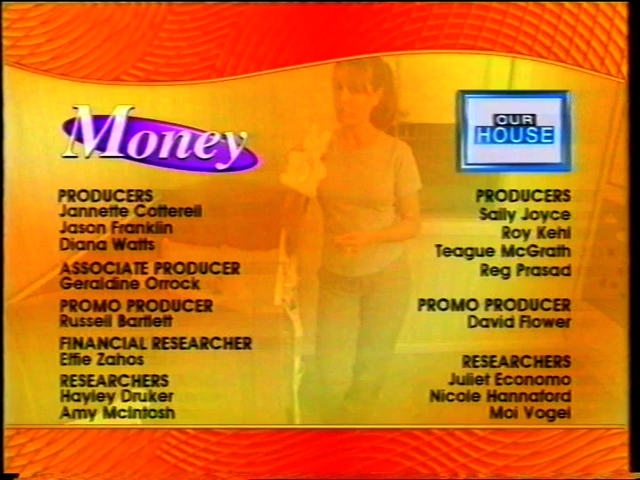 Money
PRODUCERS
Jannette Cotterell
Jason Franklin
Diana Watts
ASSOCIATE PRODUCER
Geraldine Orrock
PROMO PRODUCER
Russell Bartlett
FINANCIAL RESEARCHER
Effie Zahos
RESEARCHERS
Hayley Druker
Amy McIntosh
OUR
HOUSE
PRODUCERS
Sally Joyce
Roy Kehl
Teague McGrath
Reg Prasad
PROMO PRODUCER
David Flower
RESEARCHERS
Juliet Economo
Nicole Hannaford
Moi Vogel